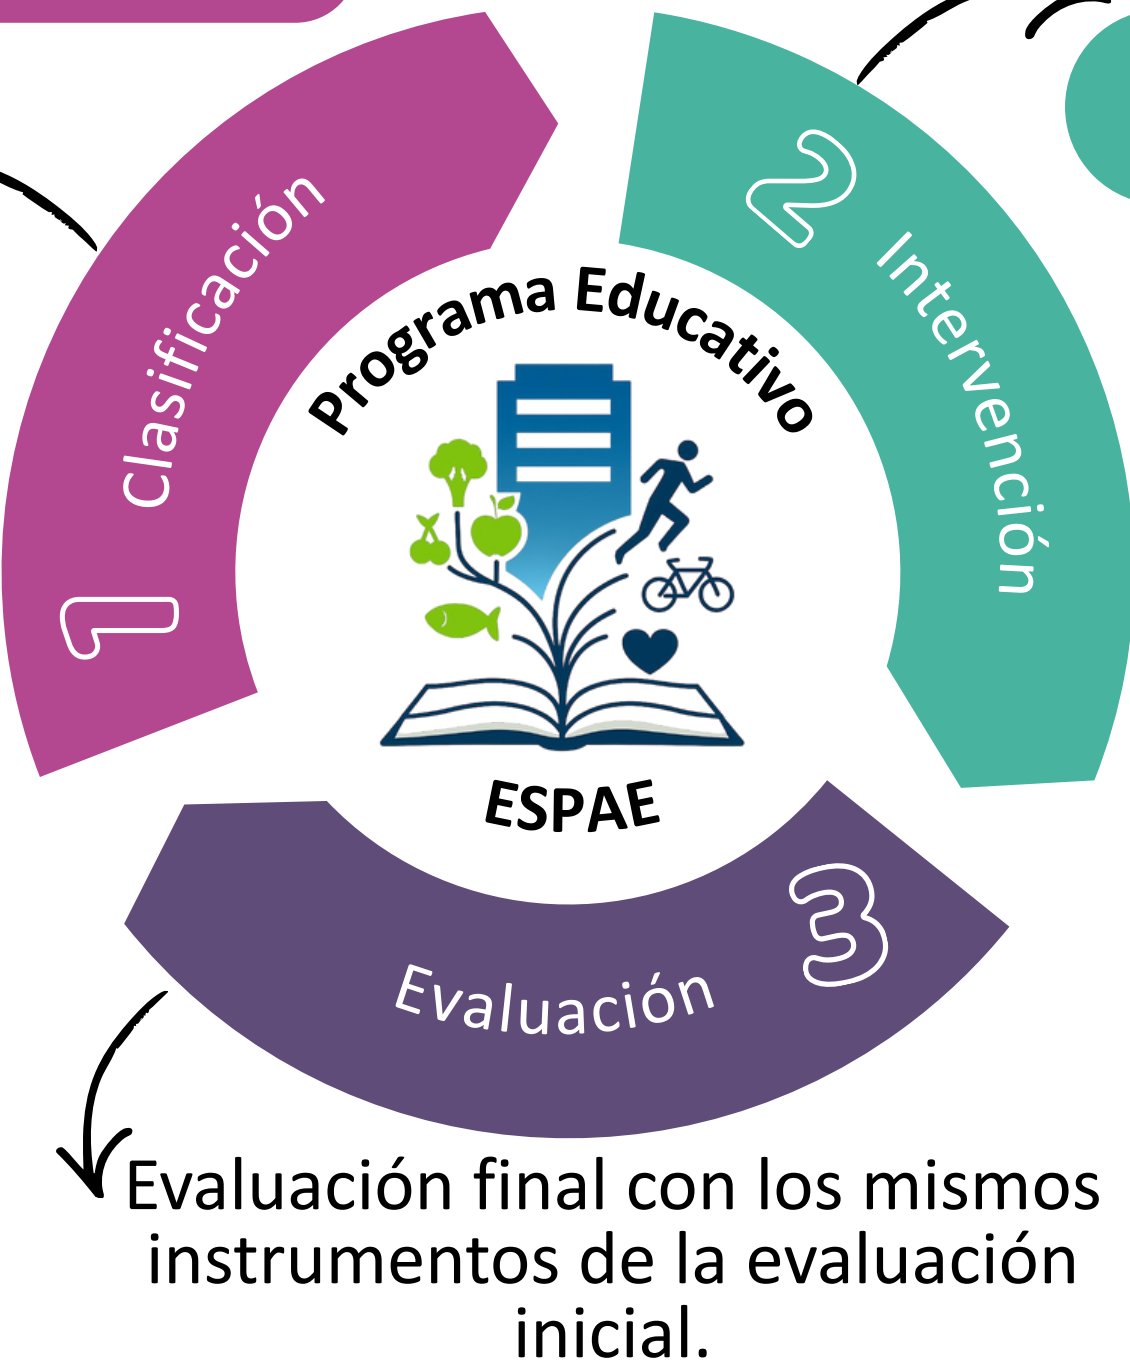 1 Clasificación
2 Intervención
Programa Educativo
ESPAE
3 Evaluación
Evaluación final con los mismos
instrumentos de la evaluación
inicial.